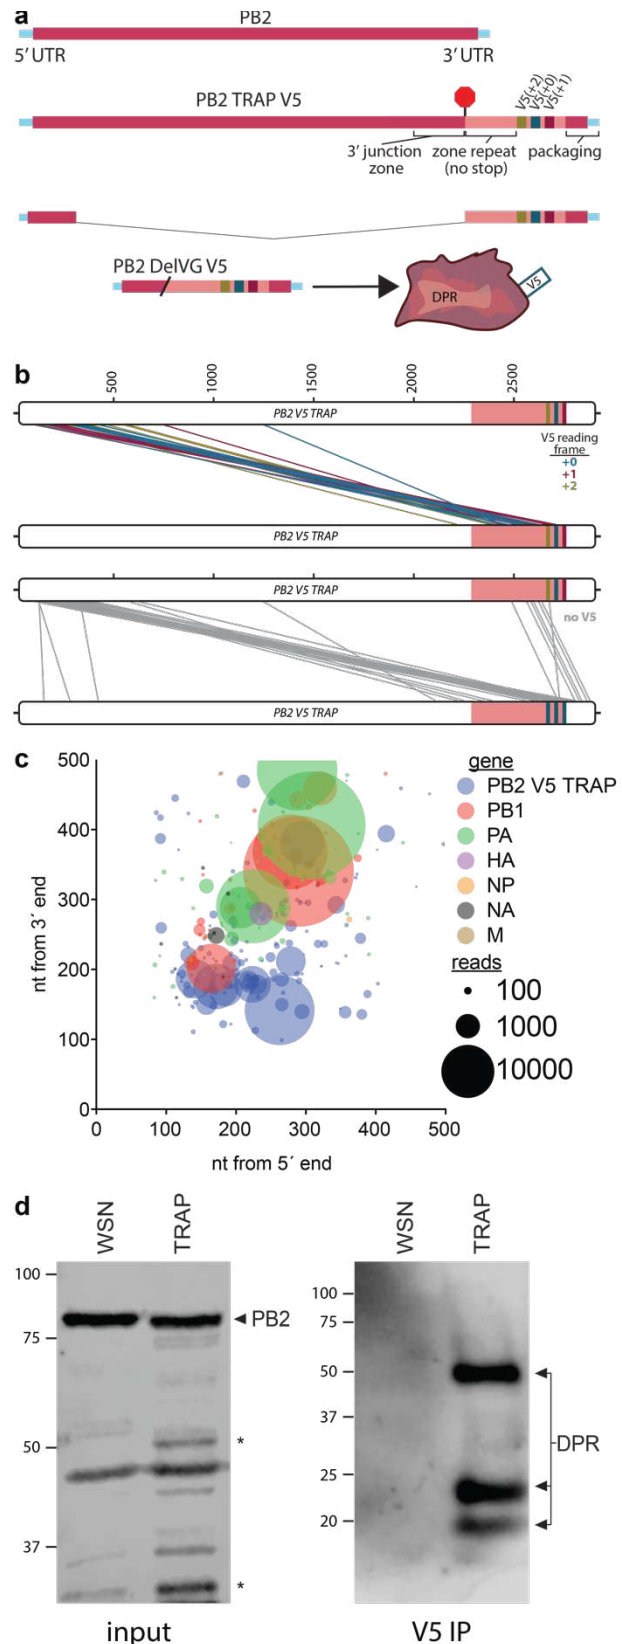 a
PB2
5′ UTR
3′ UTR
PB2 TRAP V5
V5(+2)
V5(+0)
V5(+1)
3′ junction
zone
zone repeat
(no stop)
packaging
PB2 DelVG V5
DPR
V5
b
500
1000
1500
2000
2500
PB2 V5 TRAP
V5 reading
frame
+0
+1
+2
PB2 V5 TRAP
PB2 V5 TRAP
no V5
PB2 V5 TRAP
c
500
400
300
200
100
0
nt from 3′ end
0
100
200
300
400
500
nt from 5′ end
gene
PB2 V5 TRAP
PB1
PA
HA
NP
NA
M
reads
100
1000
10000
d
WSN
TRAP
100
75
50
37
PB2
*
*
input
WSN
TRAP
100
75
50
37
25
20
DPR
V5 IP